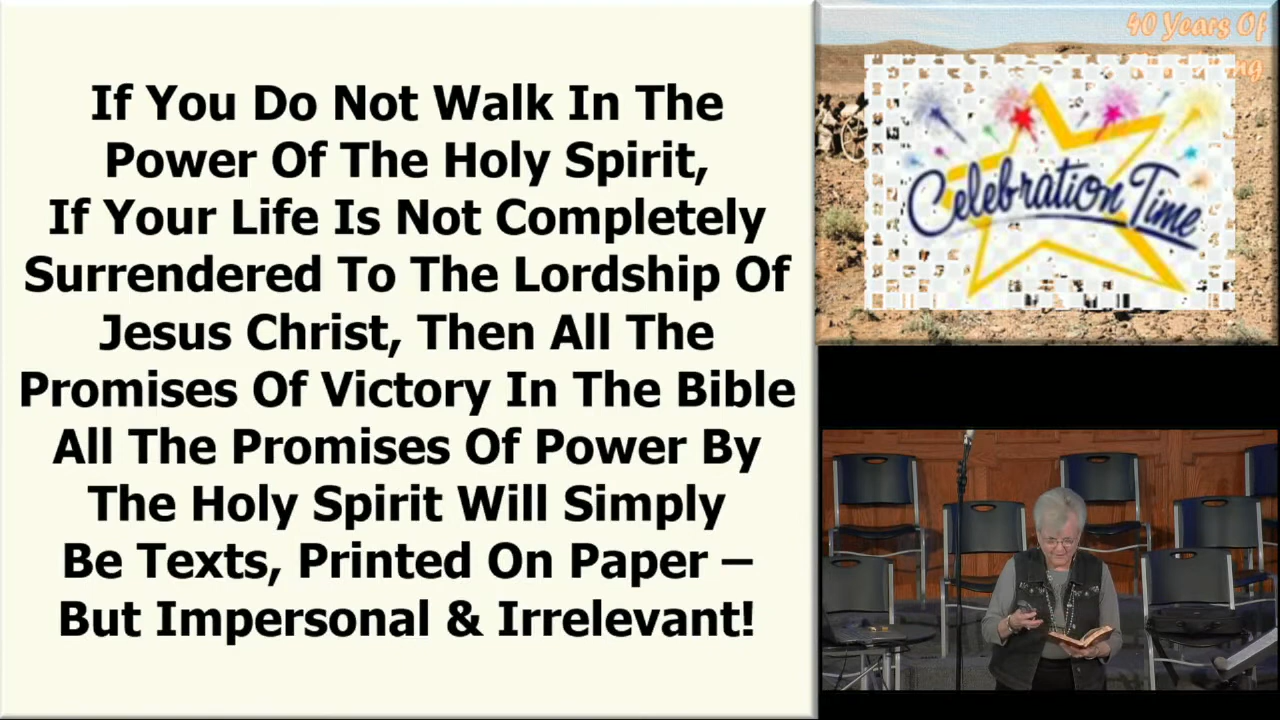 If You Do Not Walk In The
Power Of The Holy Spirit,
If Your Life Is Not Completely
Surrendered To The Lordship Of
Jesus Christ, Then All The
Promises Of Victory In The Bible
All The Promises Of Power By
The Holy Spirit Will Simply
Be Texts, Printed On Paper –
But Impersonal & Irrelevant!
40 Years Of
Celebration Time